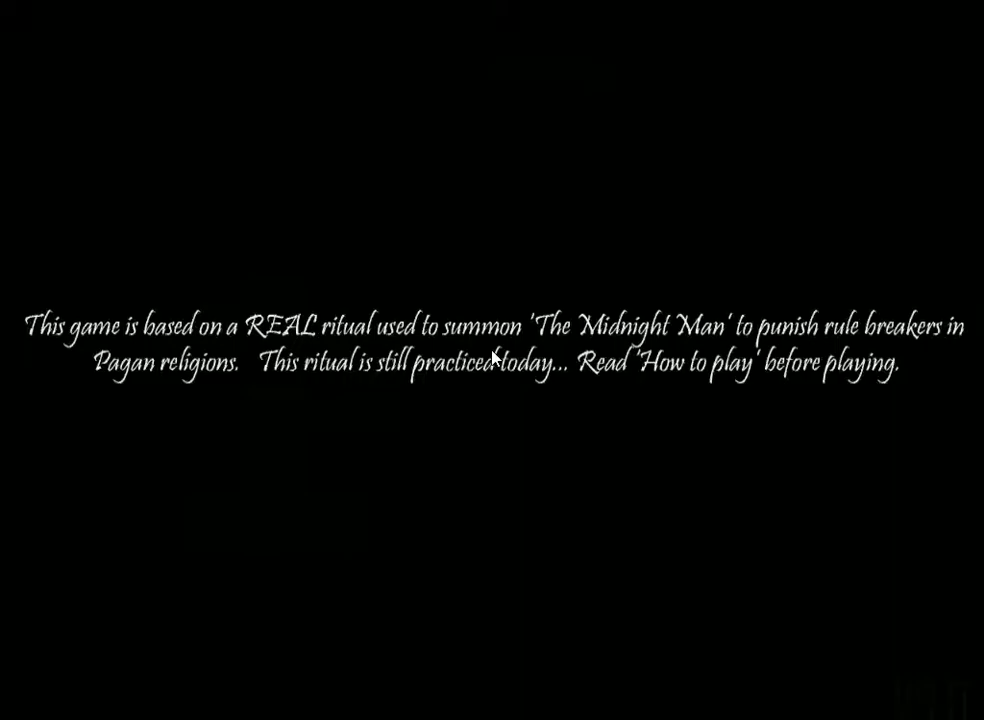 This game is based on a REAL ritual used to summon 'The Midnight Man' to punish rule breakers in
Pagan religions. This ritual is still practiced today... Read 'How to play' before playing.